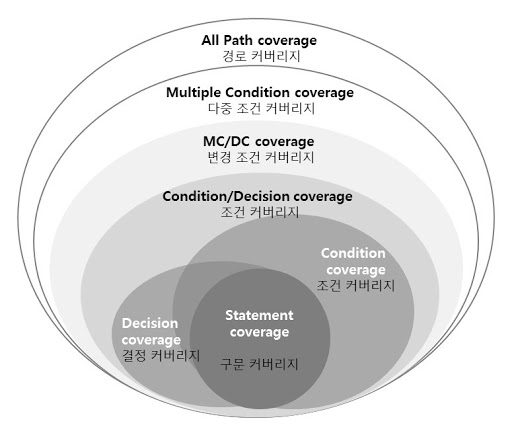 All Path coverage
경로 커버리지
Multiple Condition coverage
다중 조건 커버리지
MC/DC coverage
변경 조건 커버리지
Condition/Decision coverage
조건 커버리지
Condition
coverage
조건 커버리지
Decision
coverage
결정 커버리지
Statement
coverage
구문 커버리지